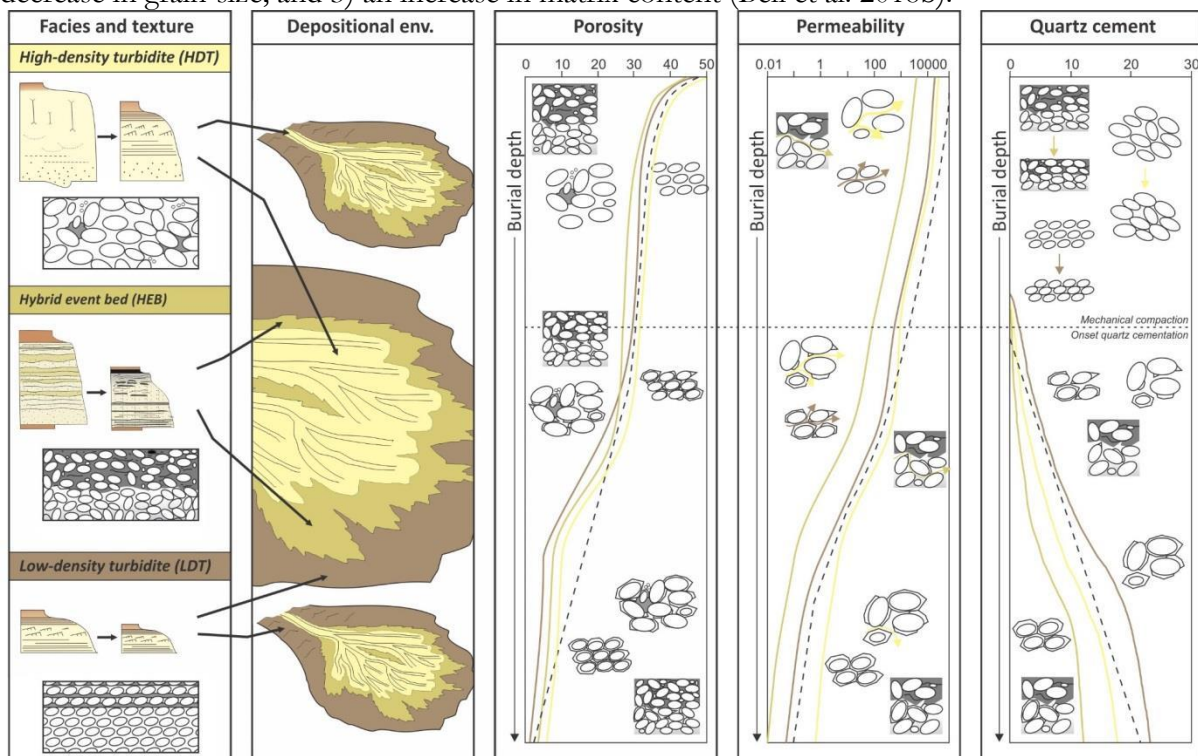 decrease in grain-size, and 3) an increase in matrix content (Bell et al. 2018b).
Facies and texture
Depositional env.
Porosity
Permeability
Quartz cement
High-density turbidite (HDT)
Hybrid event bed (HEB)
Low-density turbidite (LDT)
0 10 20 30 40 50
Burial depth
0.01 1 100 10000
Burial depth
0 10 20 30
Burial depth
Mechanical compaction
Onset quartz cementation